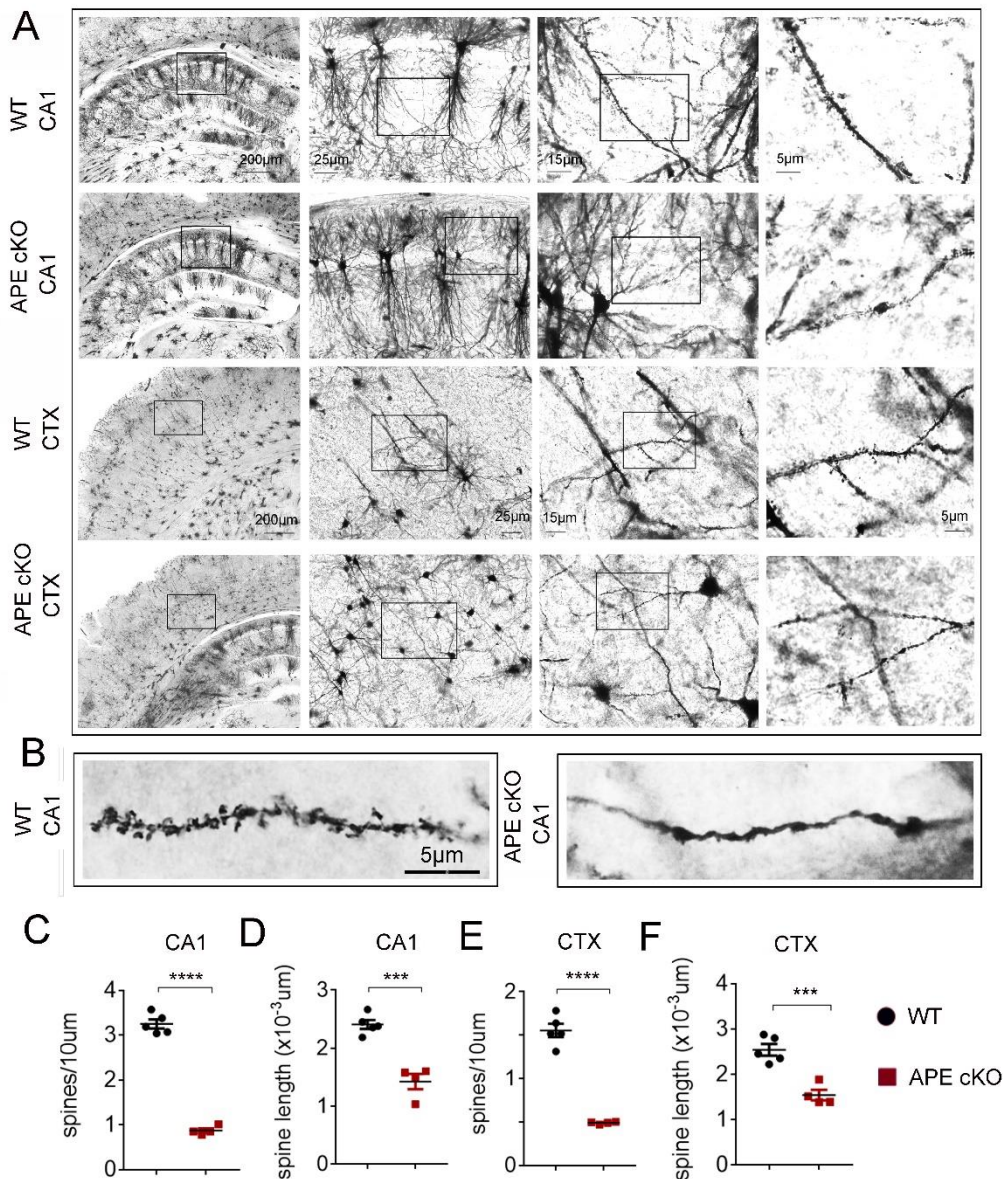 A
WT
CA1
200µm
25µm
15µm
5µm
APE cKO
CA1
WT
CTX
200µm
25µm
15µm
5µm
APE cKO
CTX
B
WT
CA1
5µm
APE cKO
CA1
C
CA1
****
spines/10um
4
3
2
1
0
D
CA1
***
spine length (x10⁻³um)
3
2
1
0
E
CTX
****
spines/10um
2
1
0
F
CTX
***
spine length (x10⁻³um)
4
3
2
1
0
WT
APE cKO